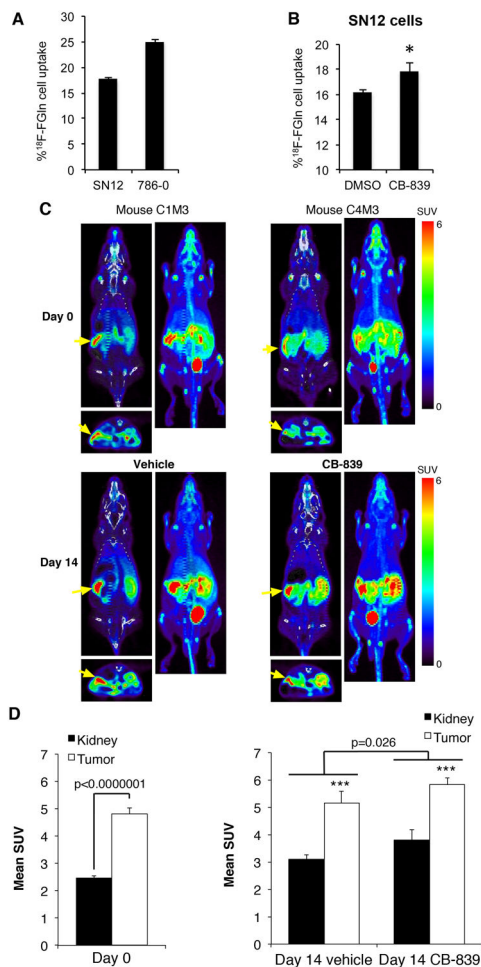 A
%18F-FGln cell uptake
30
25
20
15
10
5
0
SN12 786-0
B
SN12 cells
%18F-FGln cell uptake
20
18
16
14
12
10
*
DMSO CB-839
C
Mouse C1M3
Mouse C4M3
SUV
6
0
Day 0
Vehicle
CB-839
SUV
6
0
Day 14
D
Kidney
Tumor
p<0.0000001
Mean SUV
7
6
5
4
3
2
1
0
Day 0
Kidney
Tumor
p=0.026
***
***
Mean SUV
7
6
5
4
3
2
1
0
Day 14 vehicle Day 14 CB-839